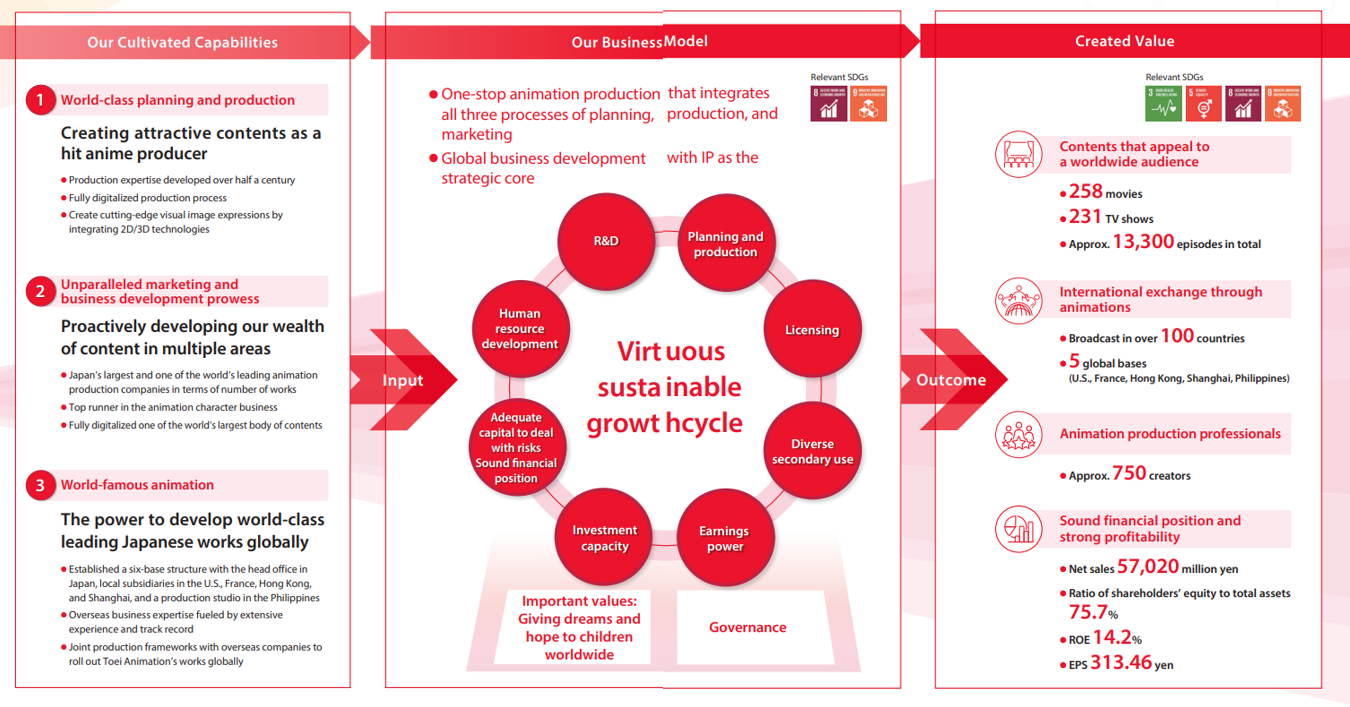 Our Cultivated Capabilities
1 World-class planning and production
Creating attractive contents as a
hit anime producer
● Production expertise developed over half a century
● Fully digitalized production process
● Create cutting-edge visual image expressions by
integrating 2D/3D technologies
2 Unparalleled marketing and
business development prowess
Proactively developing our wealth
of content in multiple areas
● Japan's largest and one of the world's leading animation
production companies in terms of number of works
● Top runner in the animation character business
● Fully digitalized one of the world's largest body of contents
3 World-famous animation
The power to develop world-class
leading Japanese works globally
● Established a six-base structure with the head office in
Japan, local subsidiaries in the U.S., France, Hong Kong,
and Shanghai, and a production studio in the Philippines
● Overseas business expertise fueled by extensive
experience and track record
● Joint production frameworks with overseas companies to
roll out Toei Animation's works globally
Input
Our Business Model
Relevant SDGs
8
9
● One-stop animation production that integrates
all three processes of planning, production, and
marketing
● Global business development with IP as the
strategic core
R&D
Planning and
production
Licensing
Diverse
secondary use
Earnings
power
Investment
capacity
Adequate
capital to deal
with risks
Sound financial
position
Human
resource
development
Virt uous
susta inable
growt hcycle
Important values:
Giving dreams and
hope to children
worldwide
Governance
Outcome
Created Value
Relevant SDGs
3
5
8
9
Contents that appeal to
a worldwide audience
● 258 movies
● 231 TV shows
● Approx. 13,300 episodes in total
International exchange through
animations
● Broadcast in over 100 countries
● 5 global bases
(U.S., France, Hong Kong, Shanghai, Philippines)
Animation production professionals
● Approx. 750 creators
Sound financial position and
strong profitability
● Net sales 57,020 million yen
● Ratio of shareholders' equity to total assets
75.7%
● ROE 14.2%
● EPS 313.46 yen